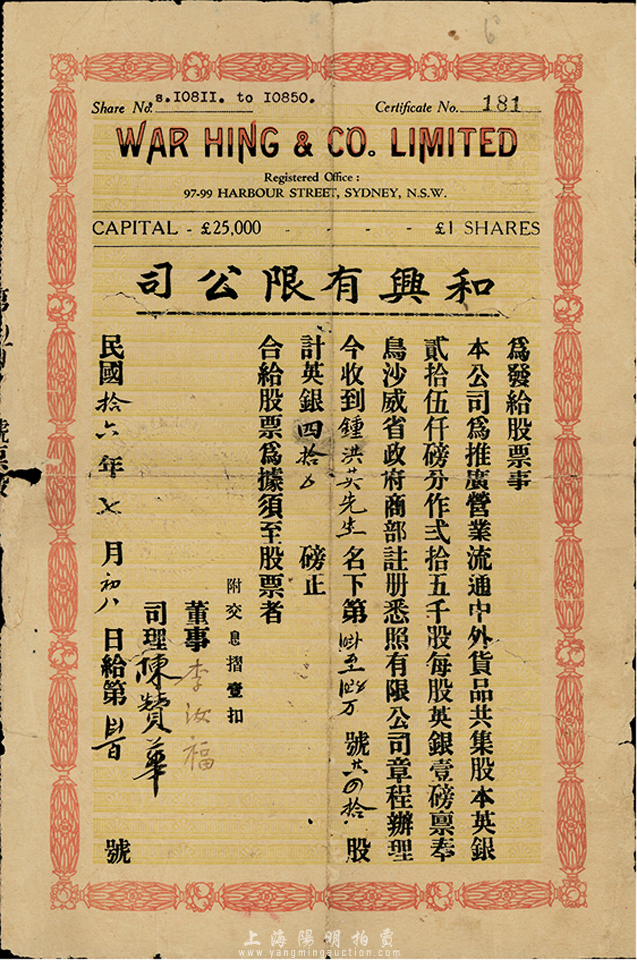 Share No. s.10811. to 10850.
Certificate No. 181
WAR HING & CO. LIMITED
Registered Office:
97-99 HARBOUR STREET, SYDNEY, N.S.W.
CAPITAL - £25,000 - - - - £1 SHARES
和興有限公司
為發給股票事
本公司為推廣營業流通中外貨品共集股本英銀
貳拾伍仟磅分作弍拾五千股每股英銀壹磅禀奉
鳥沙威省政府商部註册悉照有限公司章程辦理
今收到鍾洪英先生名下第 號共四拾股
計英銀四拾 磅正
合給股票為據須至股票者
附交息摺壹扣
董事李汝福
司理陳贊華
民國拾六年七月初八日給第 號
上海陽明拍賣
www.yangmingauction.com